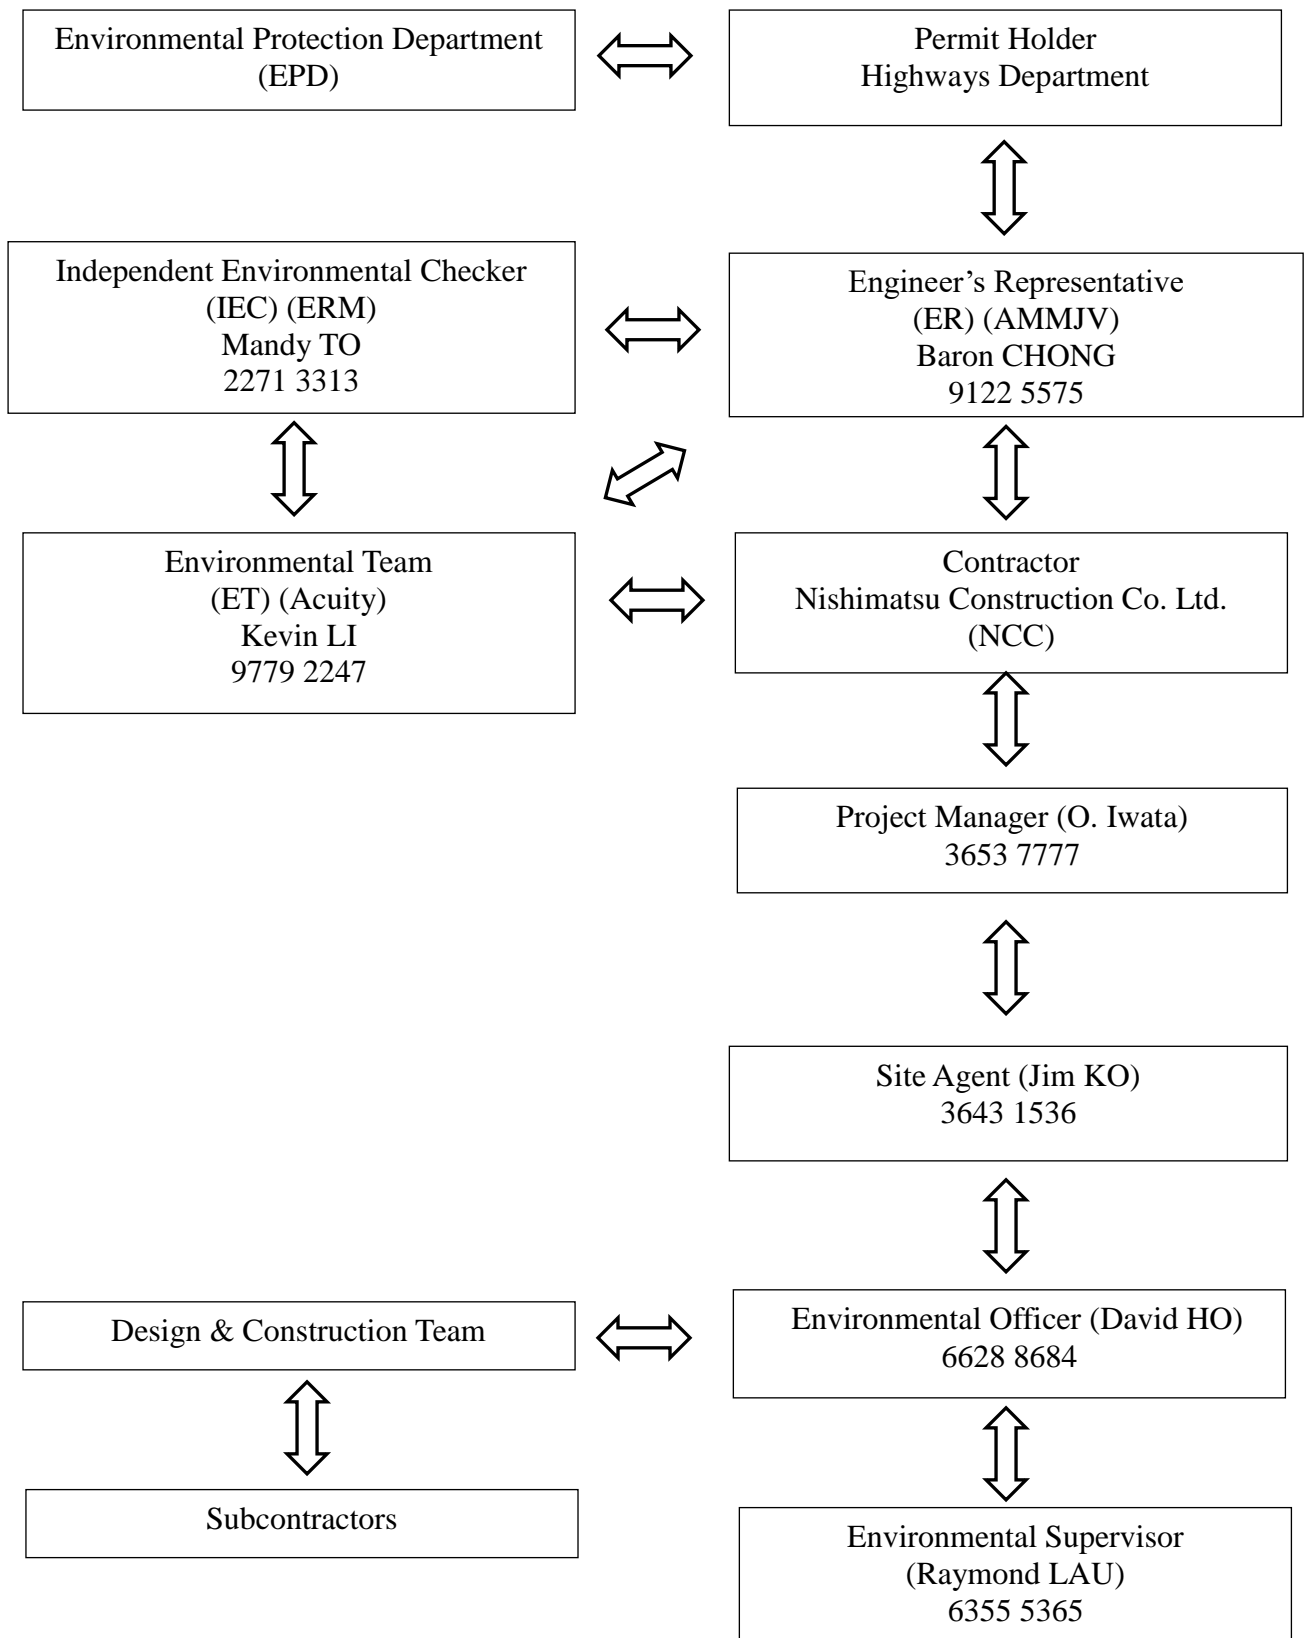 Environmental Protection Department
(EPD)
Permit Holder
Highways Department
Independent Environmental Checker
(IEC) (ERM)
Mandy TO
2271 3313
Engineer’s Representative
(ER) (AMMJV)
Baron CHONG
9122 5575
Environmental Team
(ET) (Acuity)
Kevin LI
9779 2247
Contractor
Nishimatsu Construction Co. Ltd.
(NCC)
Project Manager (O. Iwata)
3653 7777
Site Agent (Jim KO)
3643 1536
Design & Construction Team
Environmental Officer (David HO)
6628 8684
Subcontractors
Environmental Supervisor
(Raymond LAU)
6355 5365